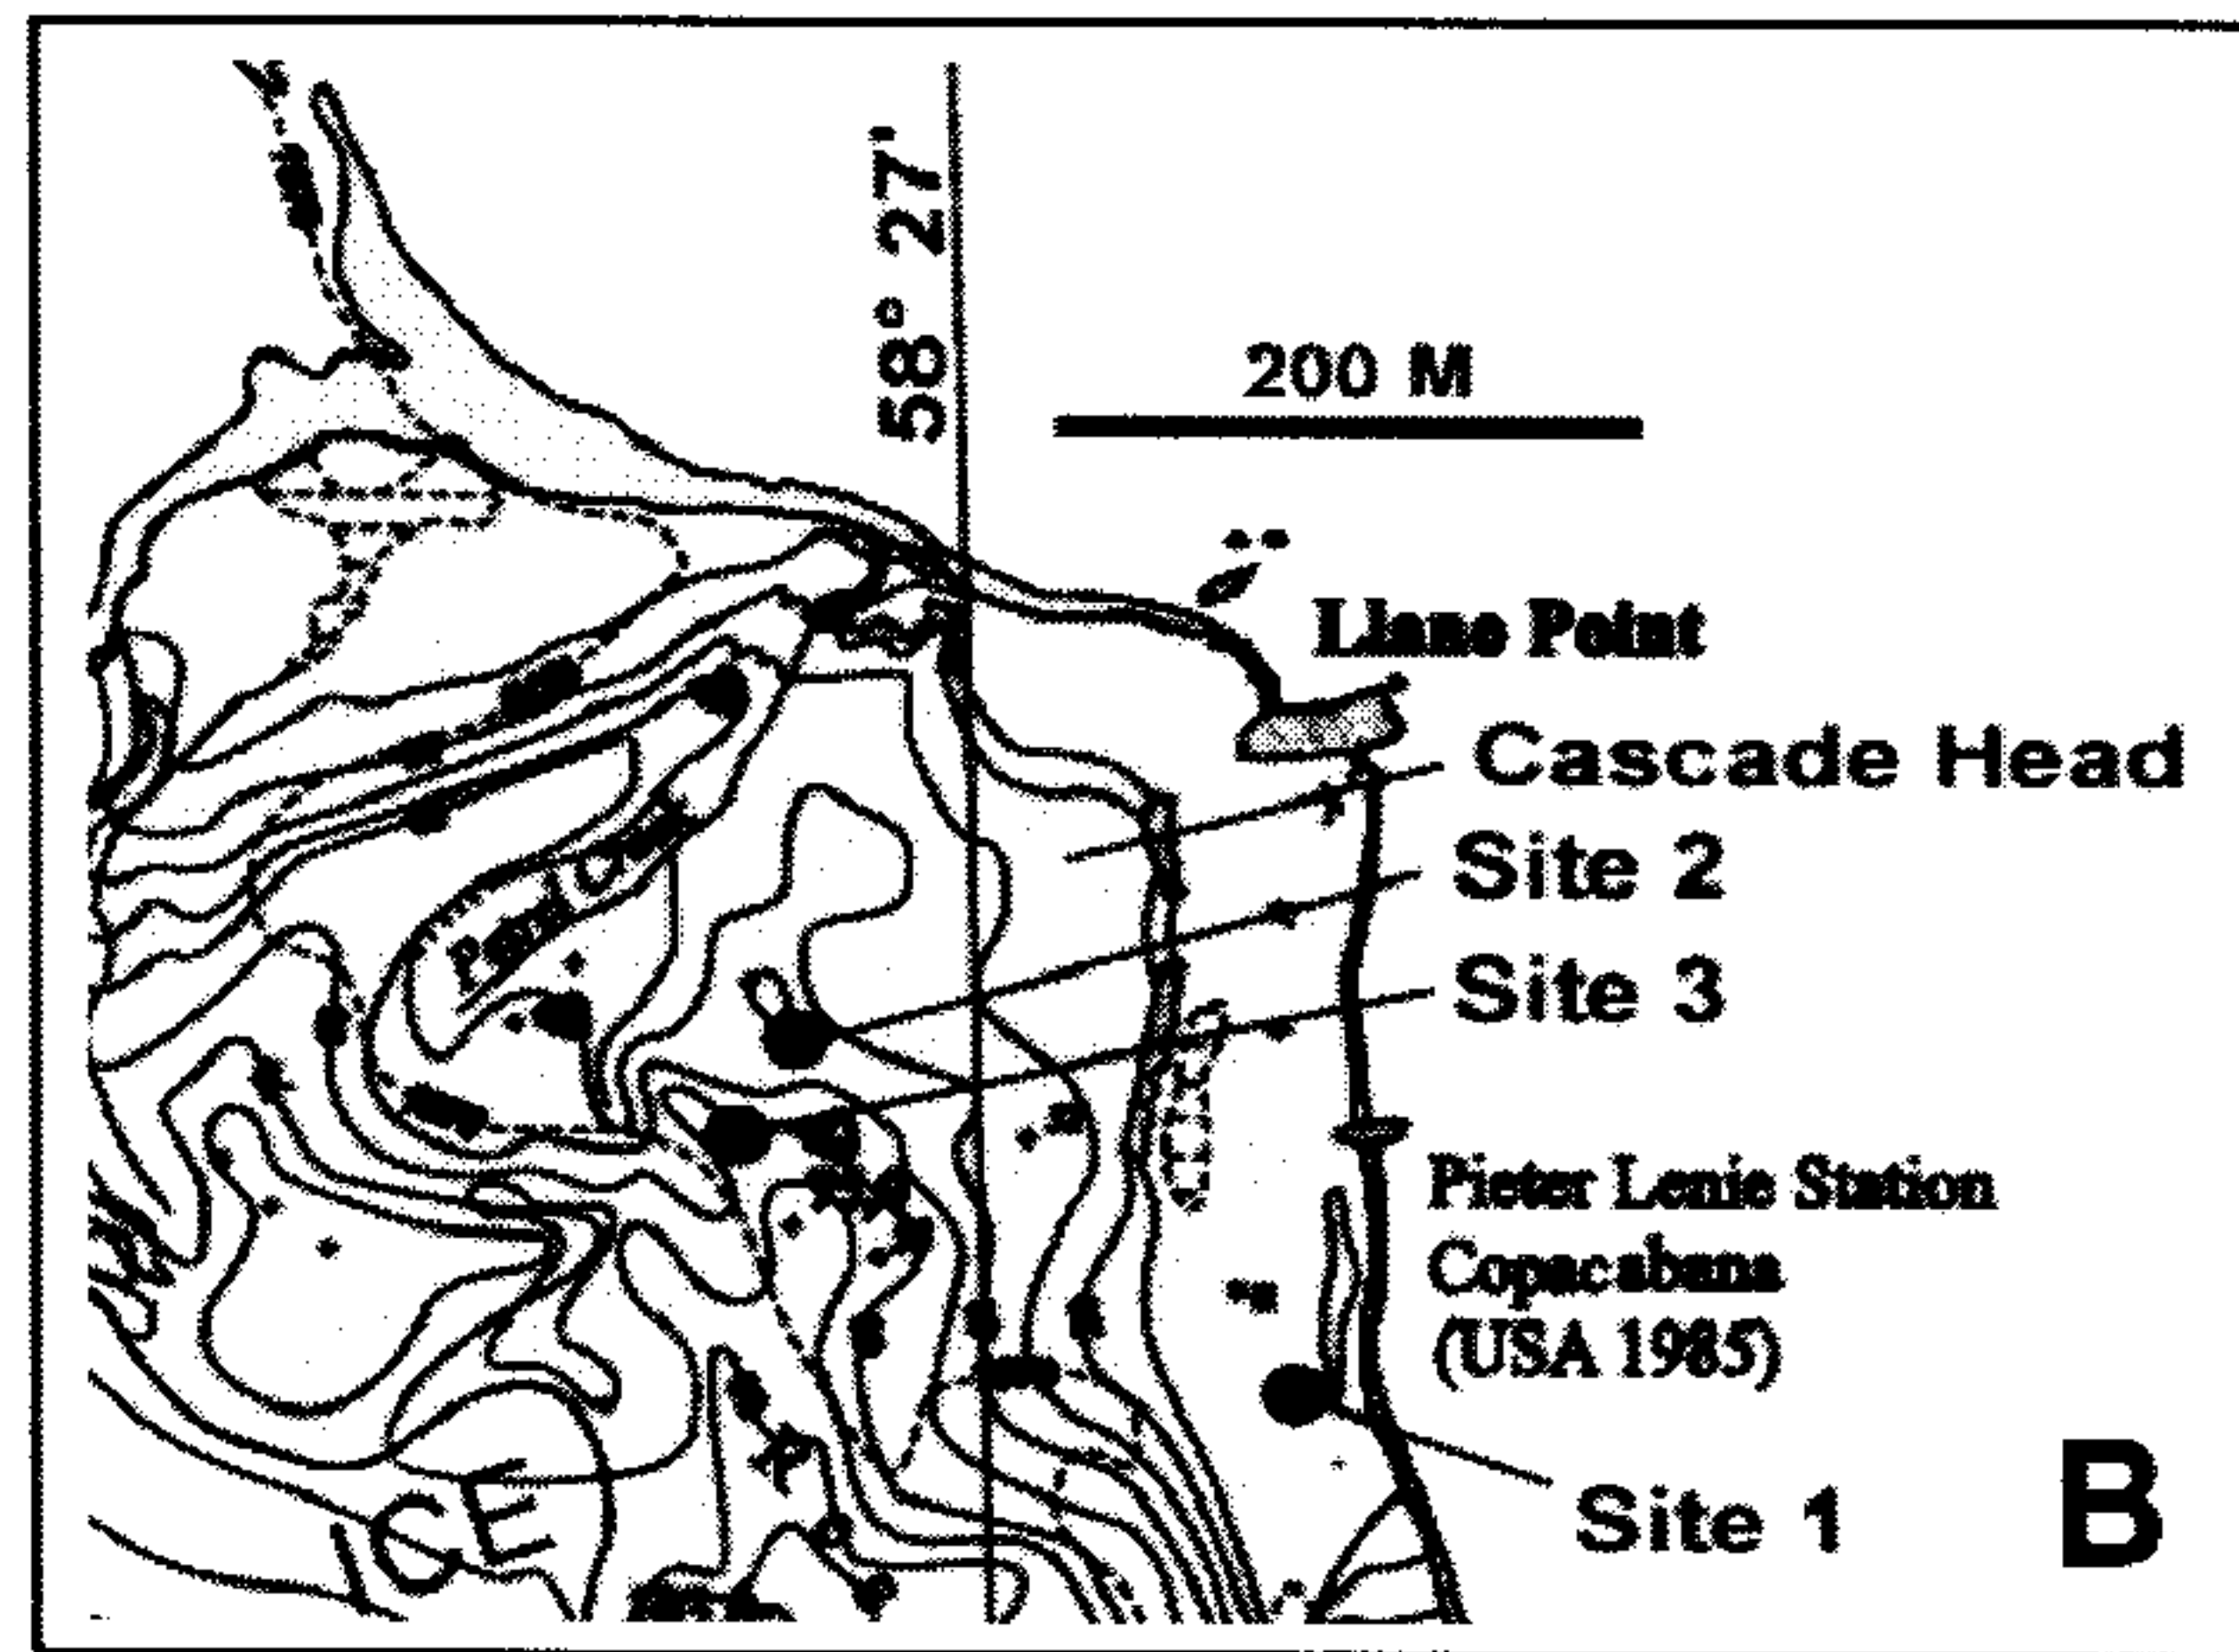 58° 27'
200 M
Llano Point
Cascade Head
Site 2
Site 3
Pieter Lenie Station
Copacabana
(USA 1985)
Site 1
B